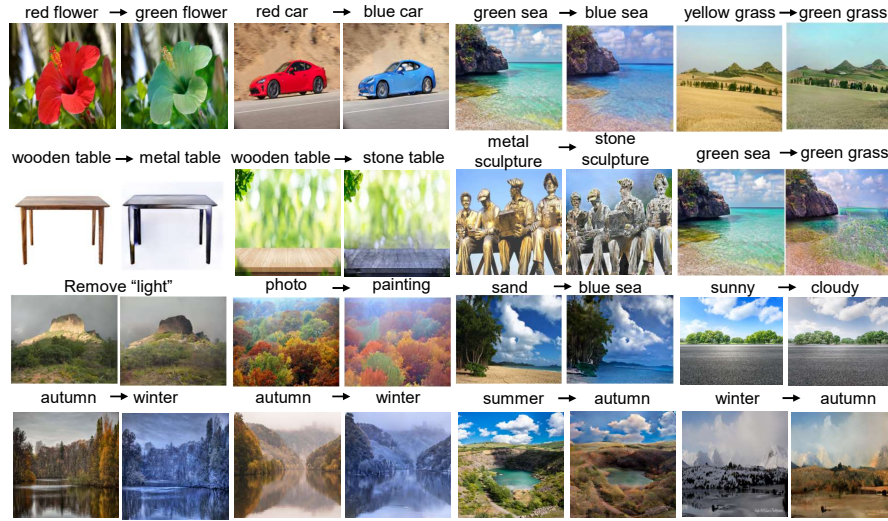 red flower → green flower
red car → blue car
green sea → blue sea
yellow grass → green grass
wooden table → metal table
wooden table → stone table
metal sculpture → stone sculpture
green sea → green grass
Remove “light”
photo → painting
sand → blue sea
sunny → cloudy
autumn → winter
autumn → winter
summer → autumn
winter → autumn